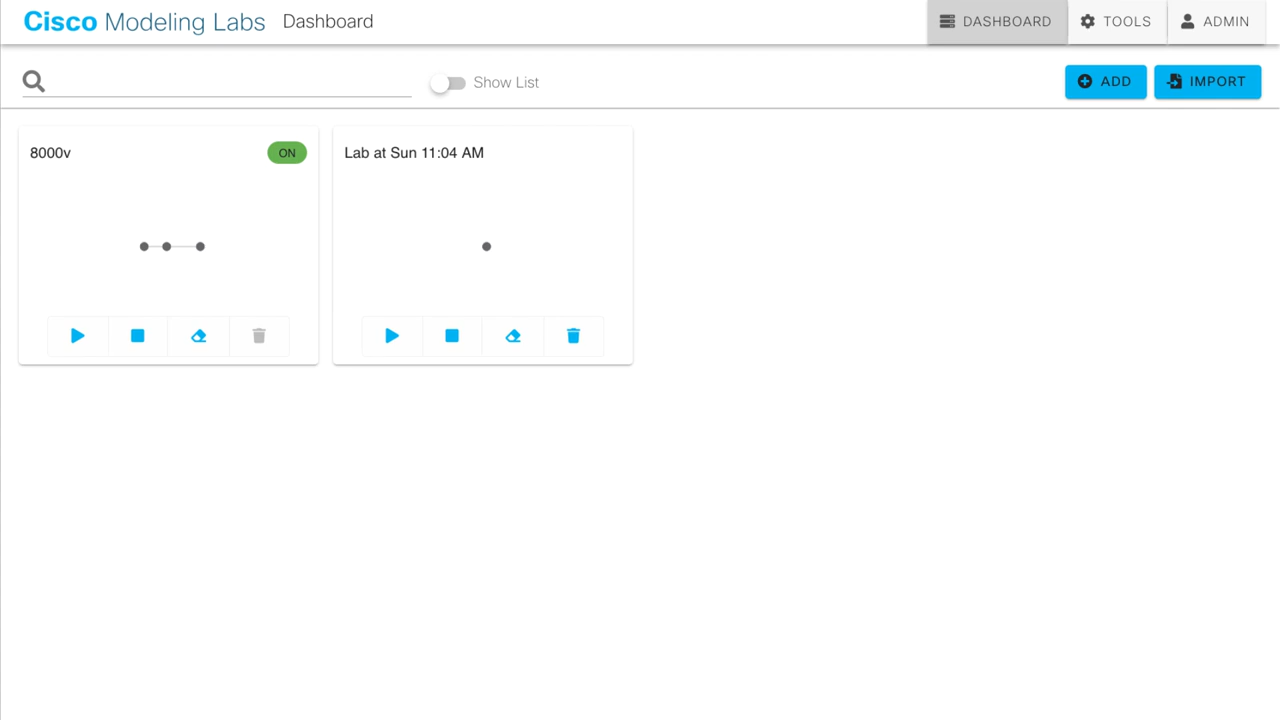 Cisco Modeling Labs Dashboard DASHBOARD TOOLS ADMIN
Show List ADD IMPORT
8000v ON Lab at Sun 11:04 AM